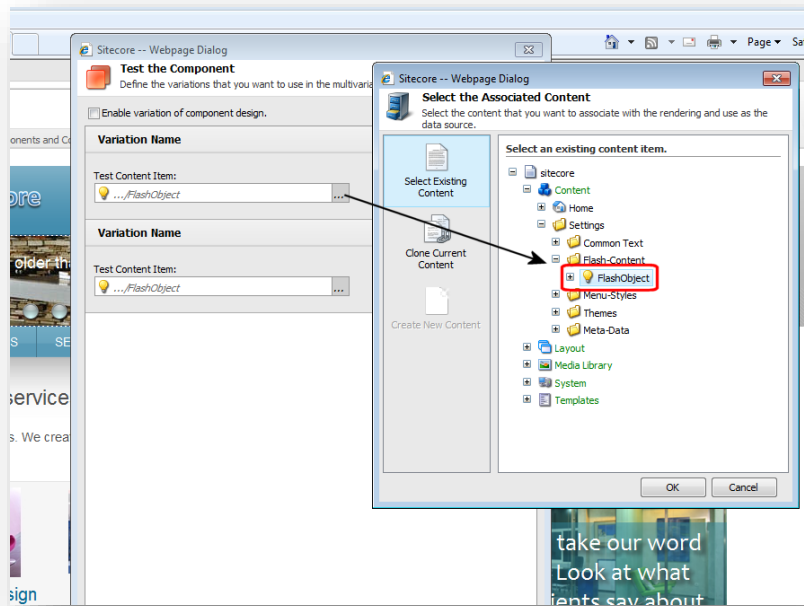 Page
Sitecore -- Webpage Dialog
Test the Component
Define the variations that you want to use in the multivaria
Enable variation of component design.
Variation Name
Test Content Item:
.../FlashObject
...
Variation Name
Test Content Item:
.../FlashObject
...
Sitecore -- Webpage Dialog
Select the Associated Content
Select the content that you want to associate with the rendering and use as the
data source.
Select Existing
Content
Clone Current
Content
Create New Content
Select an existing content item.
sitecore
Content
Home
Settings
Common Text
Flash-Content
FlashObject
Menu-Styles
Themes
Meta-Data
Layout
Media Library
System
Templates
OK
Cancel
onents and Co
ore
older th
S SE
service
s. We crea
sign
take our word
Look at what
ients say about